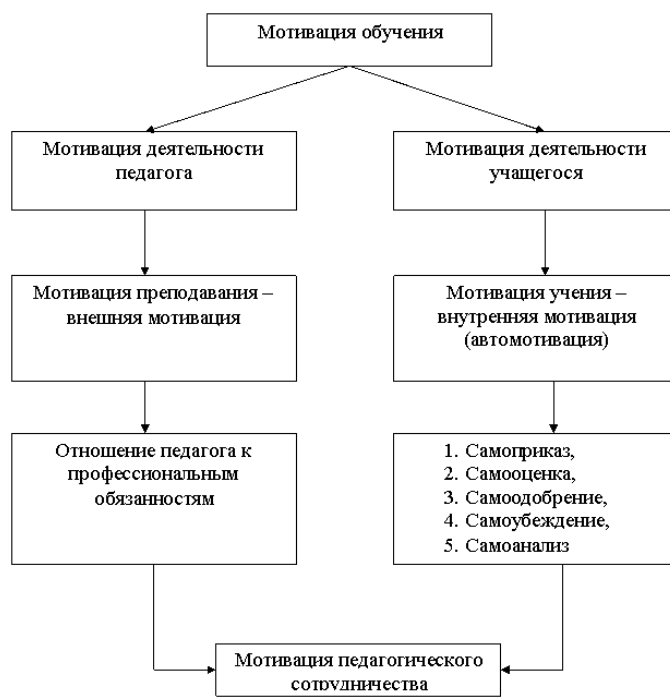 Мотивация обучения
Мотивация деятельности
педагога
Мотивация деятельности
учащегося
Мотивация преподавания –
внешняя мотивация
Мотивация учения –
внутренняя мотивация
(автомотивация)
Отношение педагога к
профессиональным
обязанностям
1. Самоприказ,
2. Самооценка,
3. Самоодобрение,
4. Самоубеждение,
5. Самоанализ
Мотивация педагогического
сотрудничества